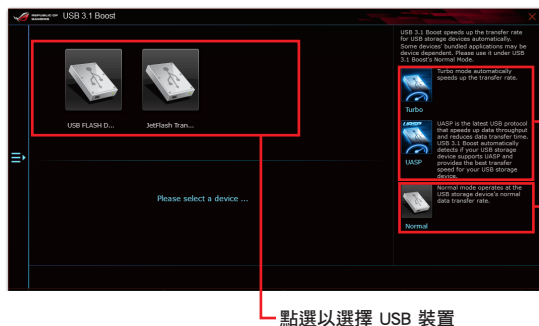 REPUBLIC OF GAMERS USB 3.1 Boost
USB FLASH D...
JetFlash Tran...
Please select a device ...
USB 3.1 Boost speeds up the transfer rate
for USB storage devices automatically.
Some devices' bundled applications may be
device dependent. Please use it under USB
3.1 Boost's Normal Mode.
Turbo mode automatically
speeds up the transfer rate.
Turbo
UASP
UASP is the latest USB protocol
that speeds up data throughput
and reduces data transfer time.
USB 3.1 Boost automatically
detects if your USB storage
device supports UASP and
provides the best transfer
speed for your USB storage
device.
UASP
Normal mode operates at the
USB storage device's normal
data transfer rate.
Normal
點選以選擇 USB 裝置